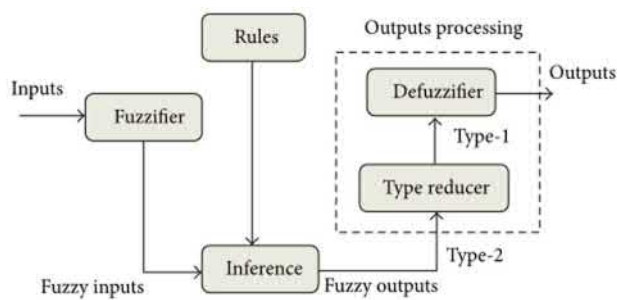 Rules
Outputs processing
Inputs
Fuzzifier
Defuzzifier
Outputs
Type-1
Type reducer
Type-2
Inference
Fuzzy inputs
Fuzzy outputs